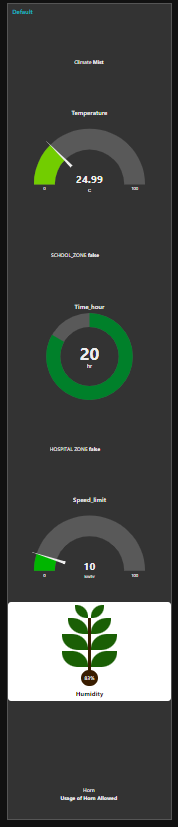 Default
Climate Mist
Temperature
24.99
C
0 100
SCHOOL_ZONE false
Time_hour
20
hr
HOSPITAL ZONE false
Speed_limit
10
km/hr
0 100
83%
Humidity
Horn
Usage of Horn Allowed